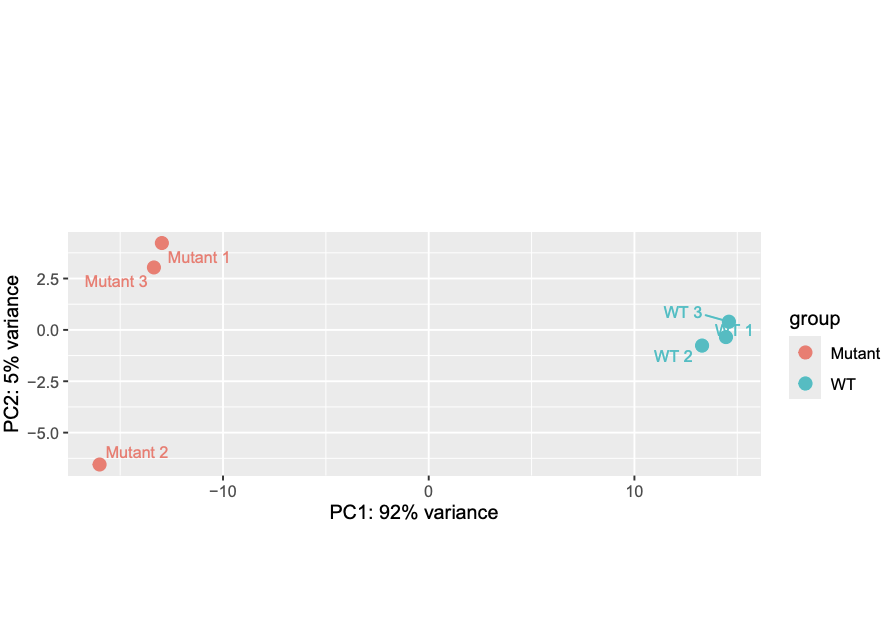 Mutant 1
Mutant 3
Mutant 2
WT 3
WT 1
WT 2
2.5
0.0
−2.5
−5.0
−10
0
10
PC1: 92% variance
PC2: 5% variance
group
Mutant
WT